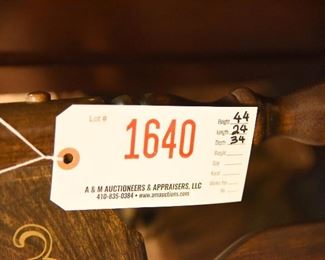 Lot #
1640
Height 44
Length 24
Depth 34
Weight
Size
Karat
A & M AUCTIONEERS & APPRAISERS, LLC
410-835-0384 • www.amauctions.com